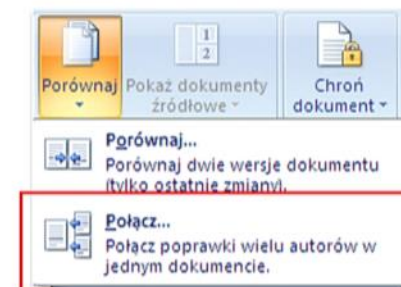 1
2
Porównaj
Pokaż dokumenty
źródłowe
Chroń
dokument
Porównaj...
Porównaj dwie wersje dokumentu
(tylko ostatnie zmiany).
Połącz...
Połącz poprawki wielu autorów w
jednym dokumencie.